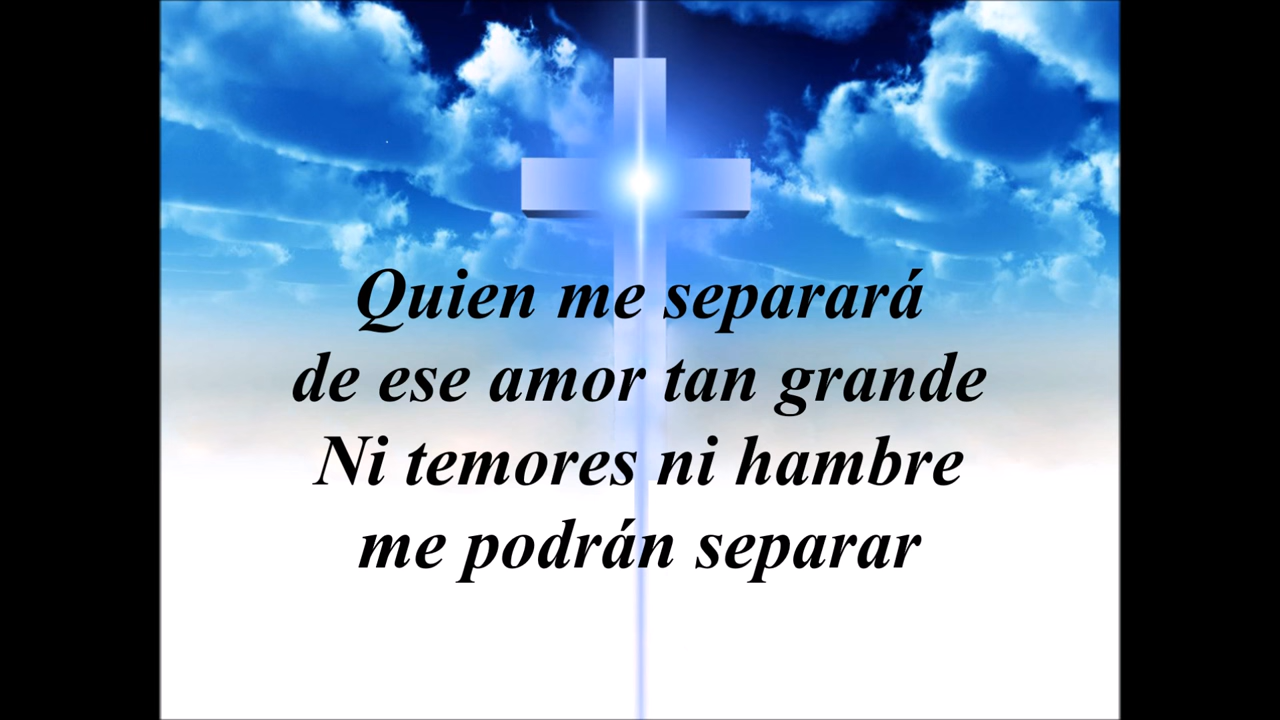 Quien me separará
de ese amor tan grande
Ni temores ni hambre
me podrán separar